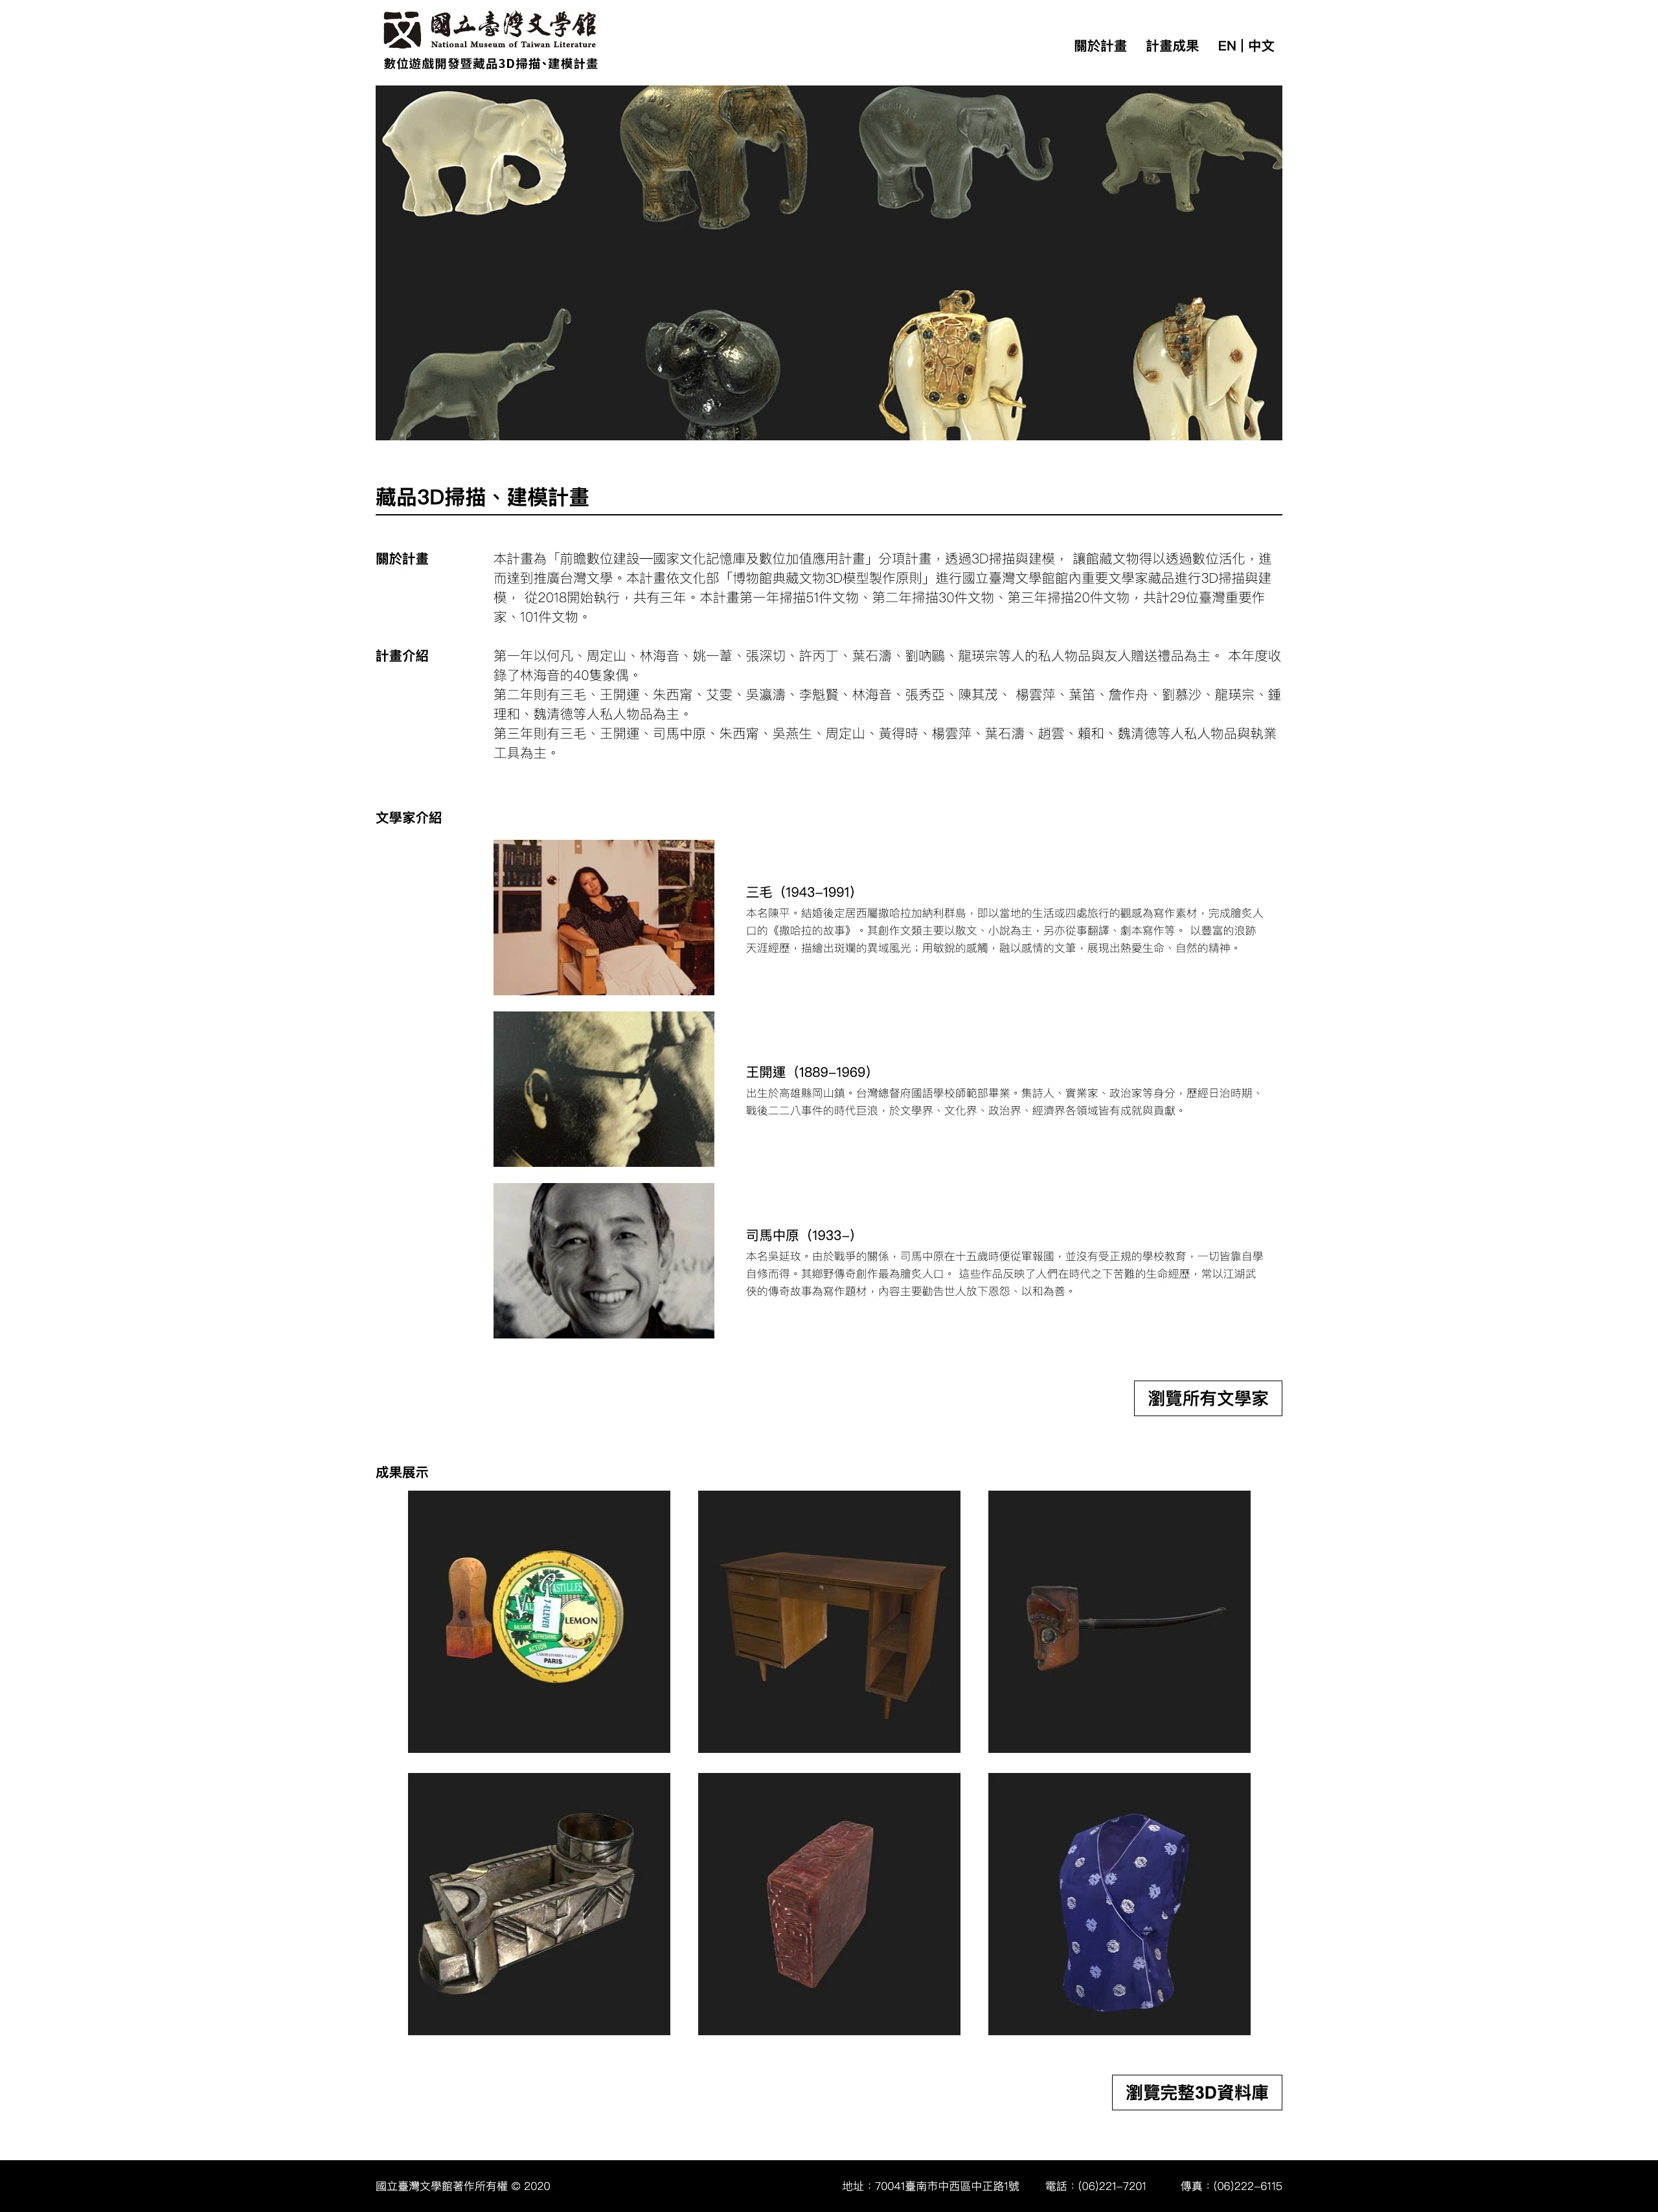 國立臺灣文學館
National Museum of Taiwan Literature
數位遊戲開發暨藏品3D掃描、建模計畫
關於計畫 計畫成果 EN | 中文
藏品3D掃描、建模計畫
關於計畫
本計畫為「前瞻數位建設—國家文化記憶庫及數位加值應用計畫」分項計畫，透過3D掃描與建模， 讓館藏文物得以透過數位活化，進
而達到推廣台灣文學。本計畫依文化部「博物館典藏文物3D模型製作原則」進行國立臺灣文學館館內重要文學家藏品進行3D掃描與建
模， 從2018開始執行，共有三年。本計畫第一年掃描51件文物、第二年掃描30件文物、第三年掃描20件文物，共計29位臺灣重要作
家、101件文物。
計畫介紹
第一年以何凡、周定山、林海音、姚一葦、張深切、許丙丁、葉石濤、劉吶鷗、龍瑛宗等人的私人物品與友人贈送禮品為主。 本年度收
錄了林海音的40隻象偶。
第二年則有三毛、王開運、朱西甯、艾雯、吳瀛濤、李魁賢、林海音、張秀亞、陳其茂、 楊雲萍、葉笛、詹作舟、劉慕沙、龍瑛宗、鍾
理和、魏清德等人私人物品為主。
第三年則有三毛、王開運、司馬中原、朱西甯、吳燕生、周定山、黃得時、楊雲萍、葉石濤、趙雲、賴和、魏清德等人私人物品與執業
工具為主。
文學家介紹
三毛（1943–1991）
本名陳平。結婚後定居西屬撒哈拉加納利群島，即以當地的生活或四處旅行的觀感為寫作素材，完成膾炙人
口的《撒哈拉的故事》。其創作文類主要以散文、小說為主，另亦從事翻譯、劇本寫作等。 以豐富的浪跡
天涯經歷，描繪出斑斕的異域風光；用敏銳的感觸，融以感情的文筆，展現出熱愛生命、自然的精神。
王開運（1889–1969）
出生於高雄縣岡山鎮。台灣總督府國語學校師範部畢業。集詩人、實業家、政治家等身分，歷經日治時期、
戰後二二八事件的時代巨浪，於文學界、文化界、政治界、經濟界各領域皆有成就與貢獻。
司馬中原（1933–）
本名吳延玫。由於戰爭的關係，司馬中原在十五歲時便從軍報國，並沒有受正規的學校教育，一切皆靠自學
自修而得。其鄉野傳奇創作最為膾炙人口。 這些作品反映了人們在時代之下苦難的生命經歷，常以江湖武
俠的傳奇故事為寫作題材，內容主要勸告世人放下恩怨、以和為善。
瀏覽所有文學家
成果展示
PASTILLES
7-ELEVEN
LEMON
REFRESHING
ACTION
LABORATOIRES VALDA
PARIS
瀏覽完整3D資料庫
國立臺灣文學館著作所有權 © 2020 地址：70041臺南市中西區中正路1號 電話：(06)221–7201 傳真：(06)222–6115